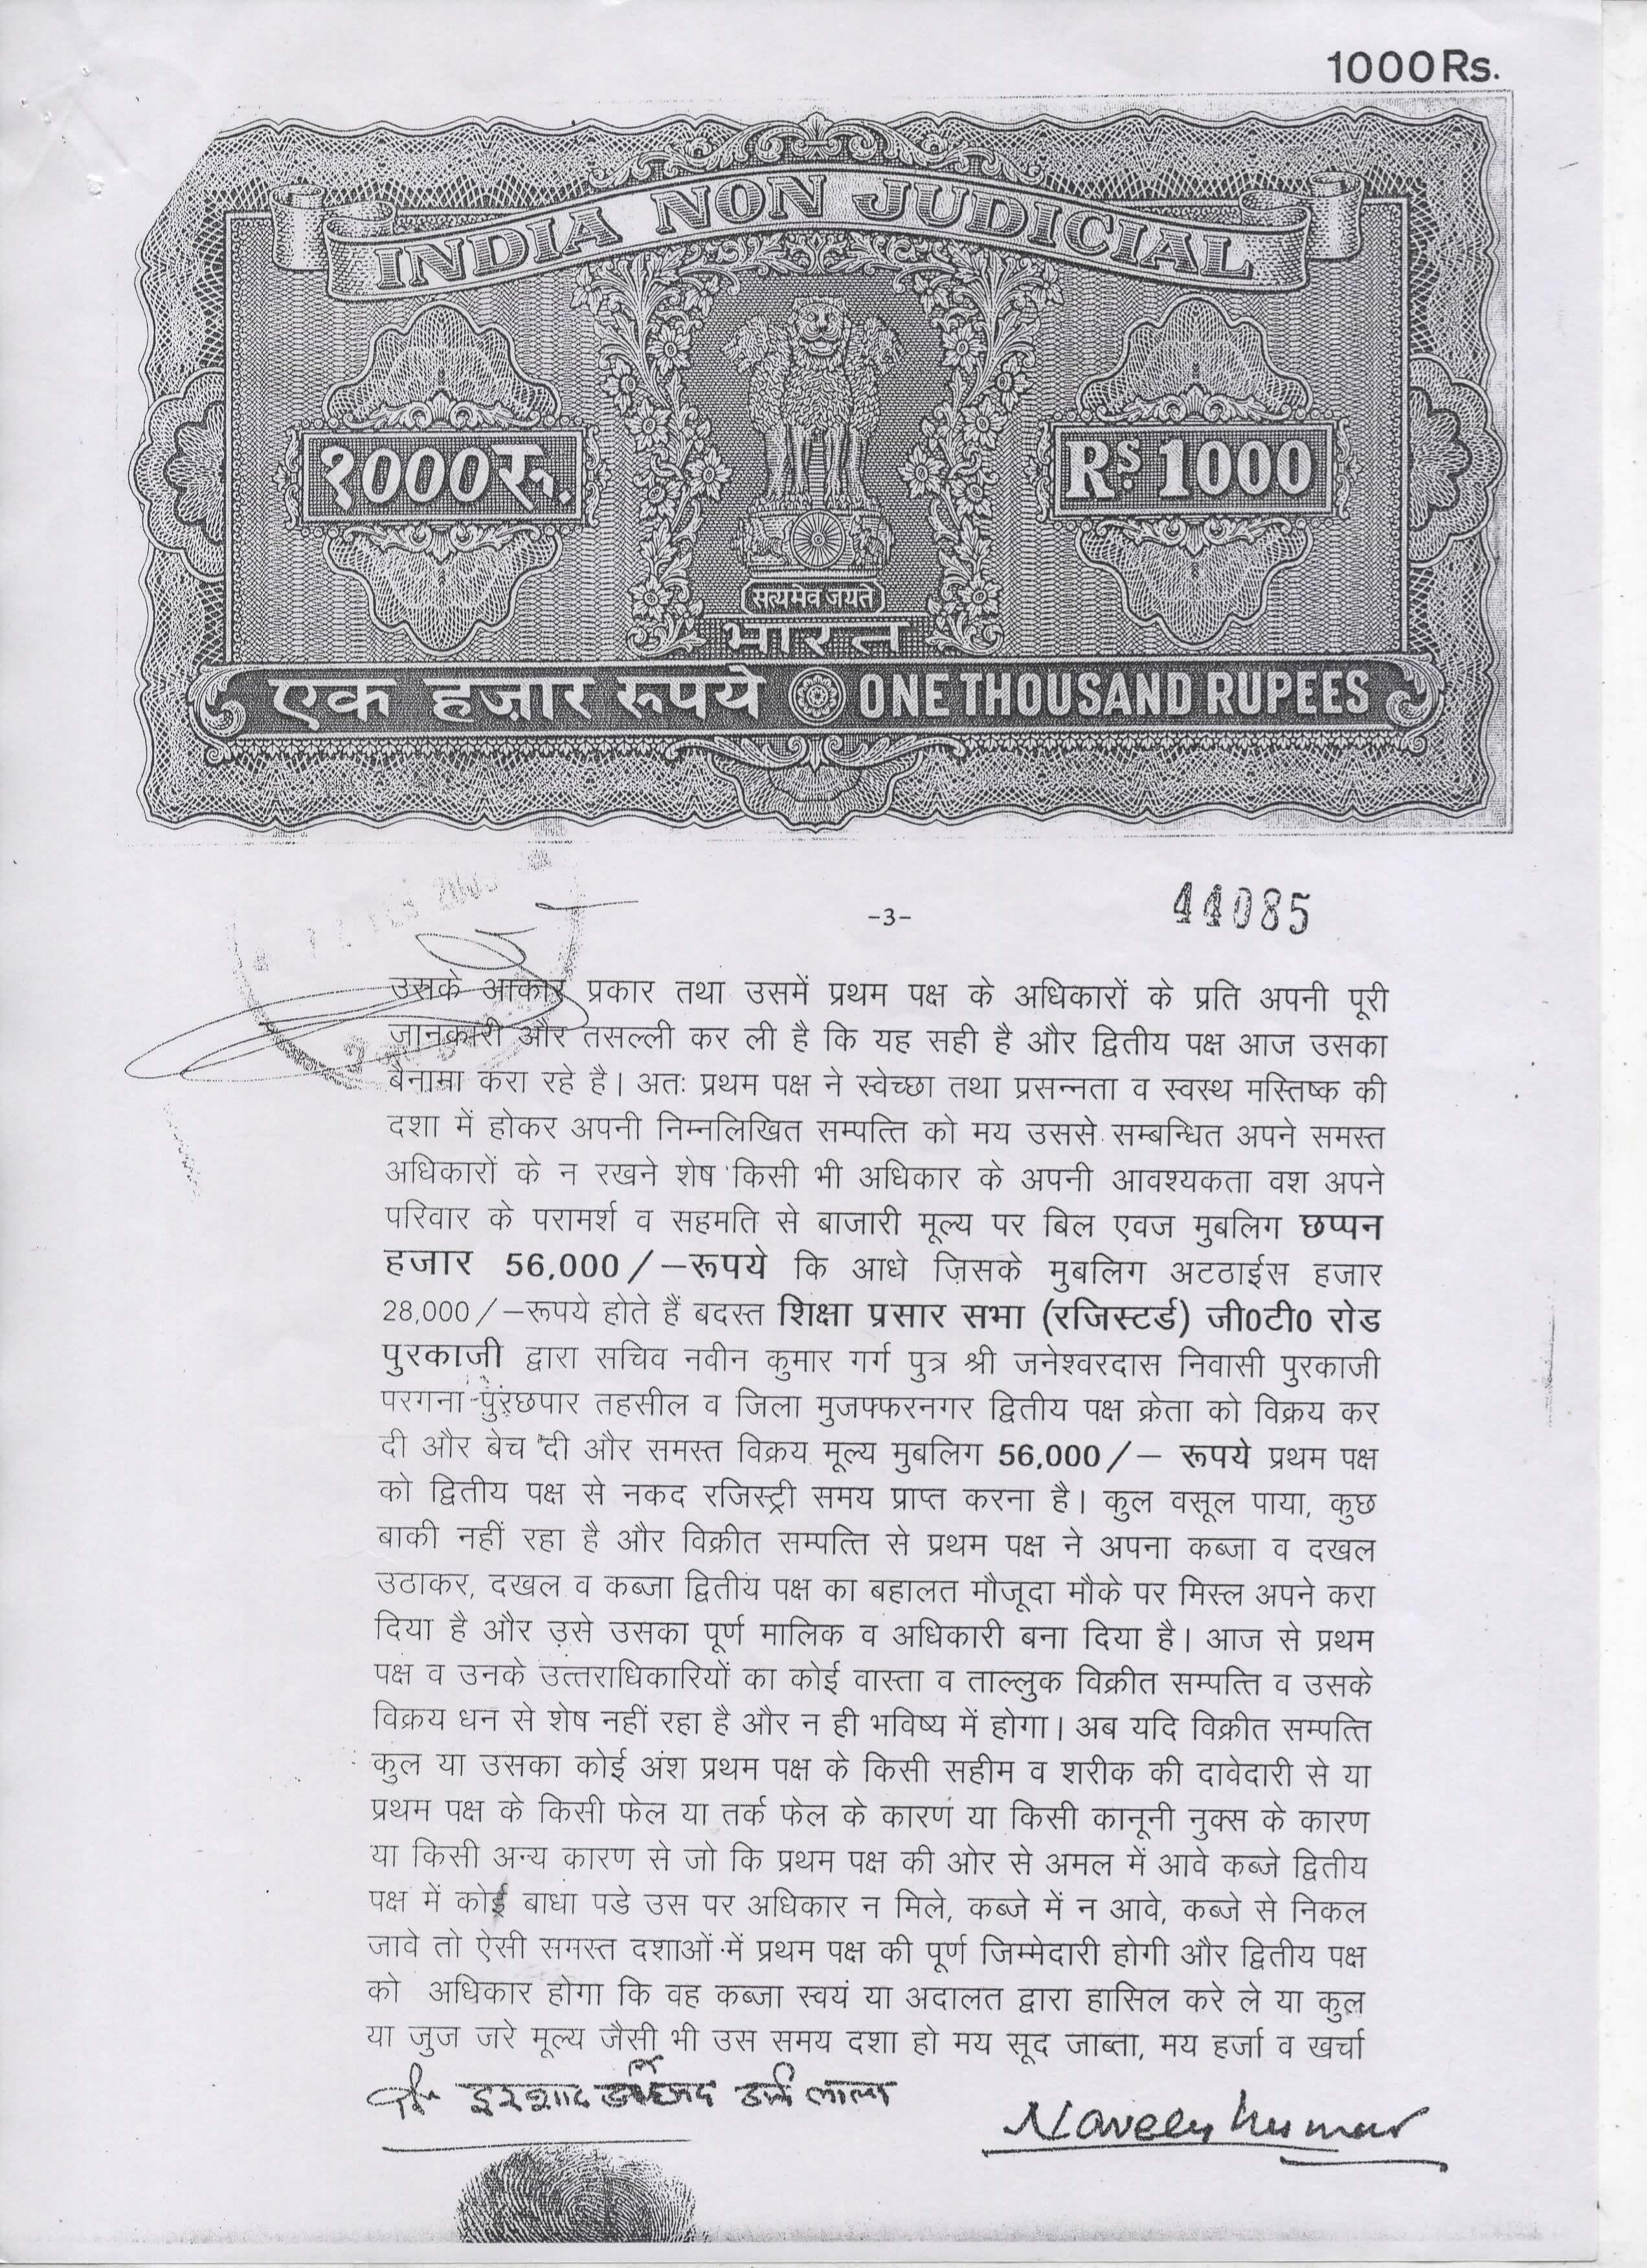 1000Rs.
INDIA NON JUDICIAL
१000रु.
Rs. 1000
सत्यमेव जयते
भारत
एक हज़ार रुपये ONE THOUSAND RUPEES
-3-
44085
उसके आकार प्रकार तथा उसमें प्रथम पक्ष के अधिकारों के प्रति अपनी पूरी
जानकारी और तसल्ली कर ली है कि यह सही है और द्वितीय पक्ष आज उसका
बैनामा करा रहे है। अतः प्रथम पक्ष ने स्वेच्छा तथा प्रसन्नता व स्वस्थ मस्तिष्क की
दशा में होकर अपनी निम्नलिखित सम्पत्ति को मय उससे सम्बन्धित अपने समस्त
अधिकारों के न रखने शेष किसी भी अधिकार के अपनी आवश्यकता वश अपने
परिवार के परामर्श व सहमति से बाजारी मूल्य पर बिल एवज मुबलिग छप्पन
हजार 56,000/-रूपये कि आधे जिसके मुबलिग अटठाईस हजार
28,000/-रूपये होते हैं बदस्त शिक्षा प्रसार सभा (रजिस्टर्ड) जी0टी0 रोड
पुरकाजी द्वारा सचिव नवीन कुमार गर्ग पुत्र श्री जनेश्वरदास निवासी पुरकाजी
परगना पुरछपार तहसील व जिला मुजफ्फरनगर द्वितीय पक्ष क्रेता को विक्रय कर
दी और बेच दी और समस्त विक्रय मूल्य मुबलिग 56,000/- रूपये प्रथम पक्ष
को द्वितीय पक्ष से नकद रजिस्ट्री समय प्राप्त करना है। कुल वसूल पाया, कुछ
बाकी नहीं रहा है और विक्रीत सम्पत्ति से प्रथम पक्ष ने अपना कब्जा व दखल
उठाकर, दखल व कब्जा द्वितीय पक्ष का बहालत मौजूदा मौके पर मिस्ल अपने करा
दिया है और उसे उसका पूर्ण मालिक व अधिकारी बना दिया है। आज से प्रथम
पक्ष व उनके उत्तराधिकारियों का कोई वास्ता व ताल्लुक विक्रीत सम्पत्ति व उसके
विक्रय धन से शेष नहीं रहा है और न ही भविष्य में होगा। अब यदि विक्रीत सम्पत्ति
कुल या उसका कोई अंश प्रथम पक्ष के किसी सहीम व शरीक की दावेदारी से या
प्रथम पक्ष के किसी फेल या तर्क फेल के कारण या किसी कानूनी नुक्स के कारण
या किसी अन्य कारण से जो कि प्रथम पक्ष की ओर से अमल में आवे कब्जे द्वितीय
पक्ष में कोई बाधा पडे उस पर अधिकार न मिले, कब्जे में न आवे, कब्जे से निकल
जावे तो ऐसी समस्त दशाओं में प्रथम पक्ष की पूर्ण जिम्मेदारी होगी और द्वितीय पक्ष
को अधिकार होगा कि वह कब्जा स्वयं या अदालत द्वारा हासिल करे ले या कुल
या जुज जरे मूल्य जैसी भी उस समय दशा हो मय सूद जाब्ता, मय हर्जा व खर्चा
इरशाद
Naveen Kumar